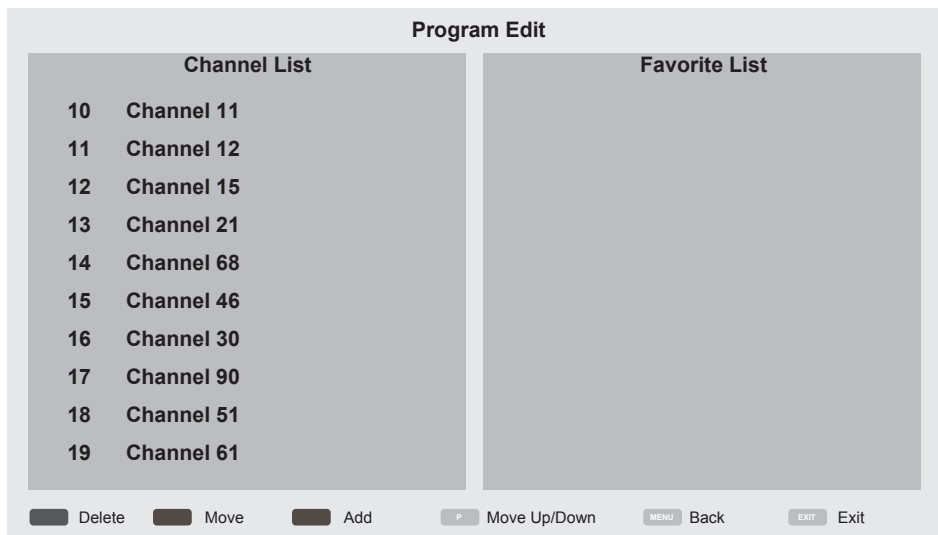 Program Edit
Channel List
10 Channel 11
11 Channel 12
12 Channel 15
13 Channel 21
14 Channel 68
15 Channel 46
16 Channel 30
17 Channel 90
18 Channel 51
19 Channel 61
Favorite List
Delete Move Add P Move Up/Down MENU Back EXIT Exit